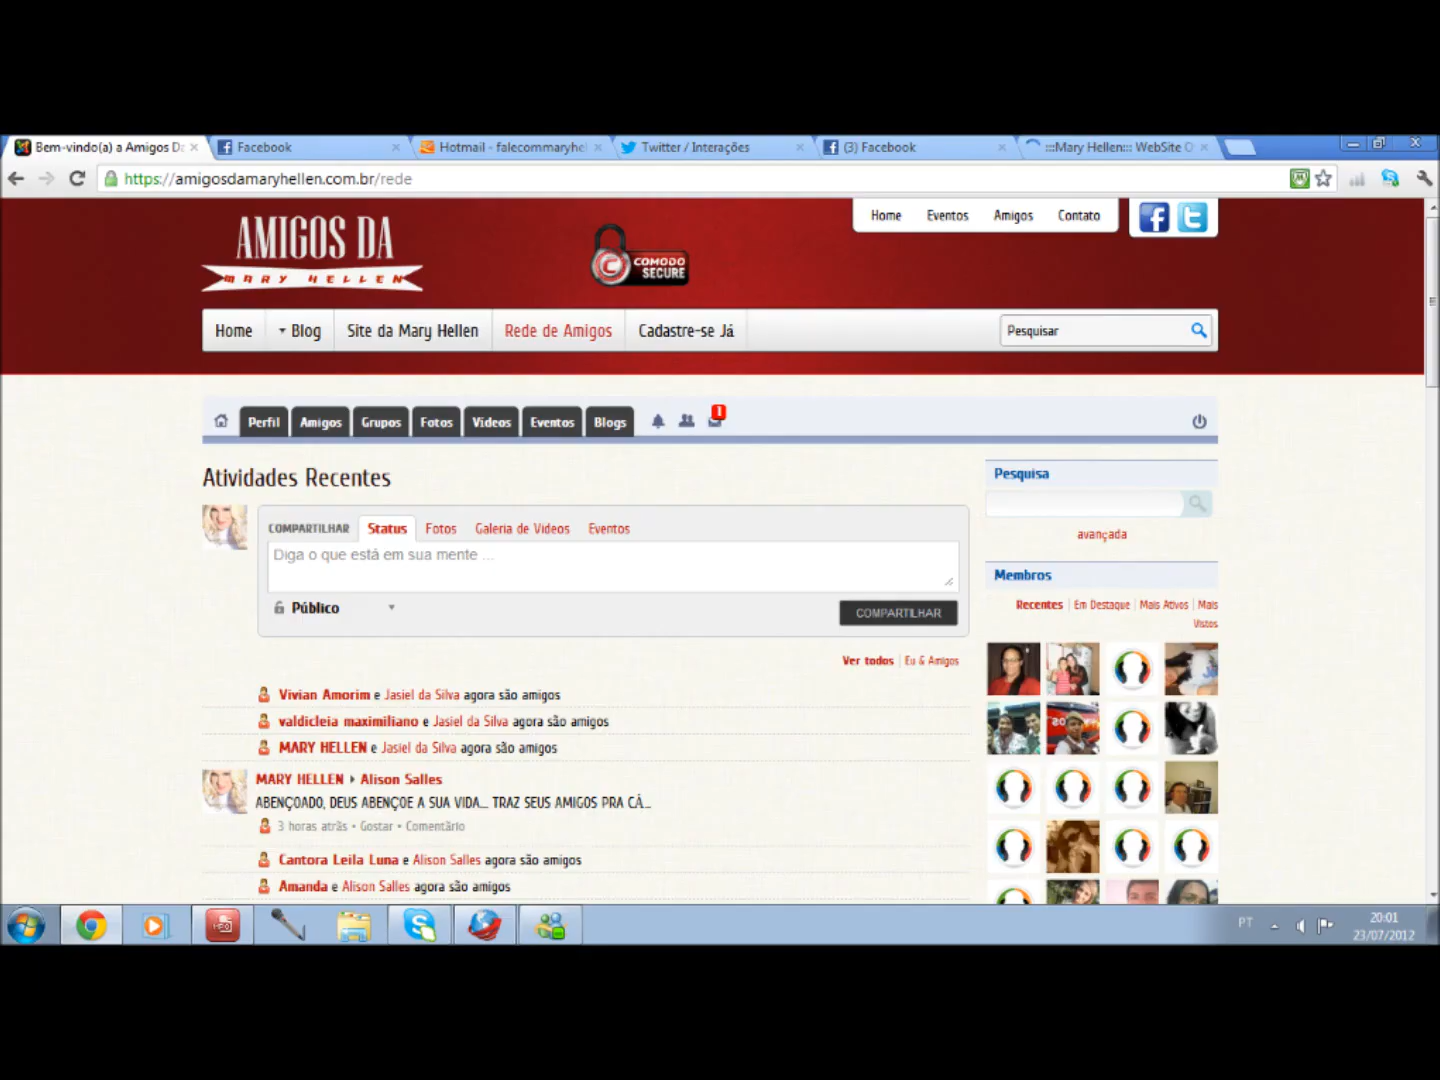 Bem-vindo(a) a Amigos Da
Facebook
Hotmail - falecommaryhel
Twitter / Interações
(3) Facebook
:::Mary Hellen::: WebSite O
https://amigosdamaryhellen.com.br/rede
Home Eventos Amigos Contato
AMIGOS DA
MARY HELLEN
COMODO
SECURE
Home Blog Site da Mary Hellen Rede de Amigos Cadastre-se Já Pesquisar
Perfil Amigos Grupos Fotos Videos Eventos Blogs 1
Atividades Recentes
COMPARTILHAR Status Fotos Galeria de Videos Eventos
Diga o que está em sua mente ...
Público
COMPARTILHAR
Ver todos Eu & Amigos
Vivian Amorim e Jasiel da Silva agora são amigos
valdicleia maximiliano e Jasiel da Silva agora são amigos
MARY HELLEN e Jasiel da Silva agora são amigos
MARY HELLEN Alison Salles
ABENÇOADO, DEUS ABENÇOE A SUA VIDA... TRAZ SEUS AMIGOS PRA CÁ...
3 horas atrás • Gostar • Comentário
Cantora Leila Luna e Alison Salles agora são amigos
Amanda e Alison Salles agora são amigos
Pesquisa
avançada
Membros
Recentes | Em Destaque | Mais Ativos | Mais
Vistos
PT
20:01
23/07/2012